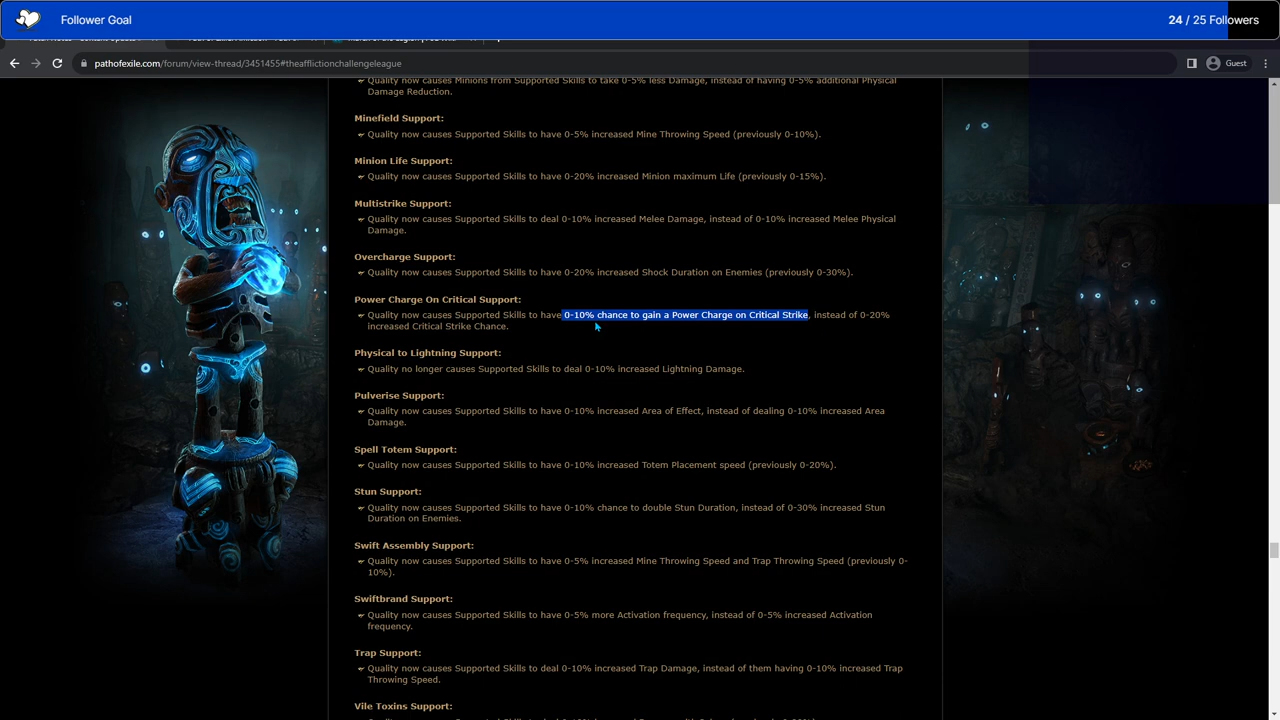 Follower Goal
24 / 25 Followers
pathofexile.com/forum/view-thread/3451455#theafflictionchallengeleague
Guest
Quality now causes Minions from Supported Skills to take 0-5% less Damage, instead of having 0-5% additional Physical
Damage Reduction.
Minefield Support:
Quality now causes Supported Skills to have 0-5% increased Mine Throwing Speed (previously 0-10%).
Minion Life Support:
Quality now causes Supported Skills to have 0-20% increased Minion maximum Life (previously 0-15%).
Multistrike Support:
Quality now causes Supported Skills to deal 0-10% increased Melee Damage, instead of 0-10% increased Melee Physical
Damage.
Overcharge Support:
Quality now causes Supported Skills to have 0-20% increased Shock Duration on Enemies (previously 0-30%).
Power Charge On Critical Support:
Quality now causes Supported Skills to have 0-10% chance to gain a Power Charge on Critical Strike, instead of 0-20%
increased Critical Strike Chance.
Physical to Lightning Support:
Quality no longer causes Supported Skills to deal 0-10% increased Lightning Damage.
Pulverise Support:
Quality now causes Supported Skills to have 0-10% increased Area of Effect, instead of dealing 0-10% increased Area
Damage.
Spell Totem Support:
Quality now causes Supported Skills to have 0-10% increased Totem Placement speed (previously 0-20%).
Stun Support:
Quality now causes Supported Skills to have 0-10% chance to double Stun Duration, instead of 0-30% increased Stun
Duration on Enemies.
Swift Assembly Support:
Quality now causes Supported Skills to have 0-5% increased Mine Throwing Speed and Trap Throwing Speed (previously 0-
10%).
Swiftbrand Support:
Quality now causes Supported Skills to have 0-5% more Activation frequency, instead of 0-5% increased Activation
frequency.
Trap Support:
Quality now causes Supported Skills to deal 0-10% increased Trap Damage, instead of them having 0-10% increased Trap
Throwing Speed.
Vile Toxins Support: